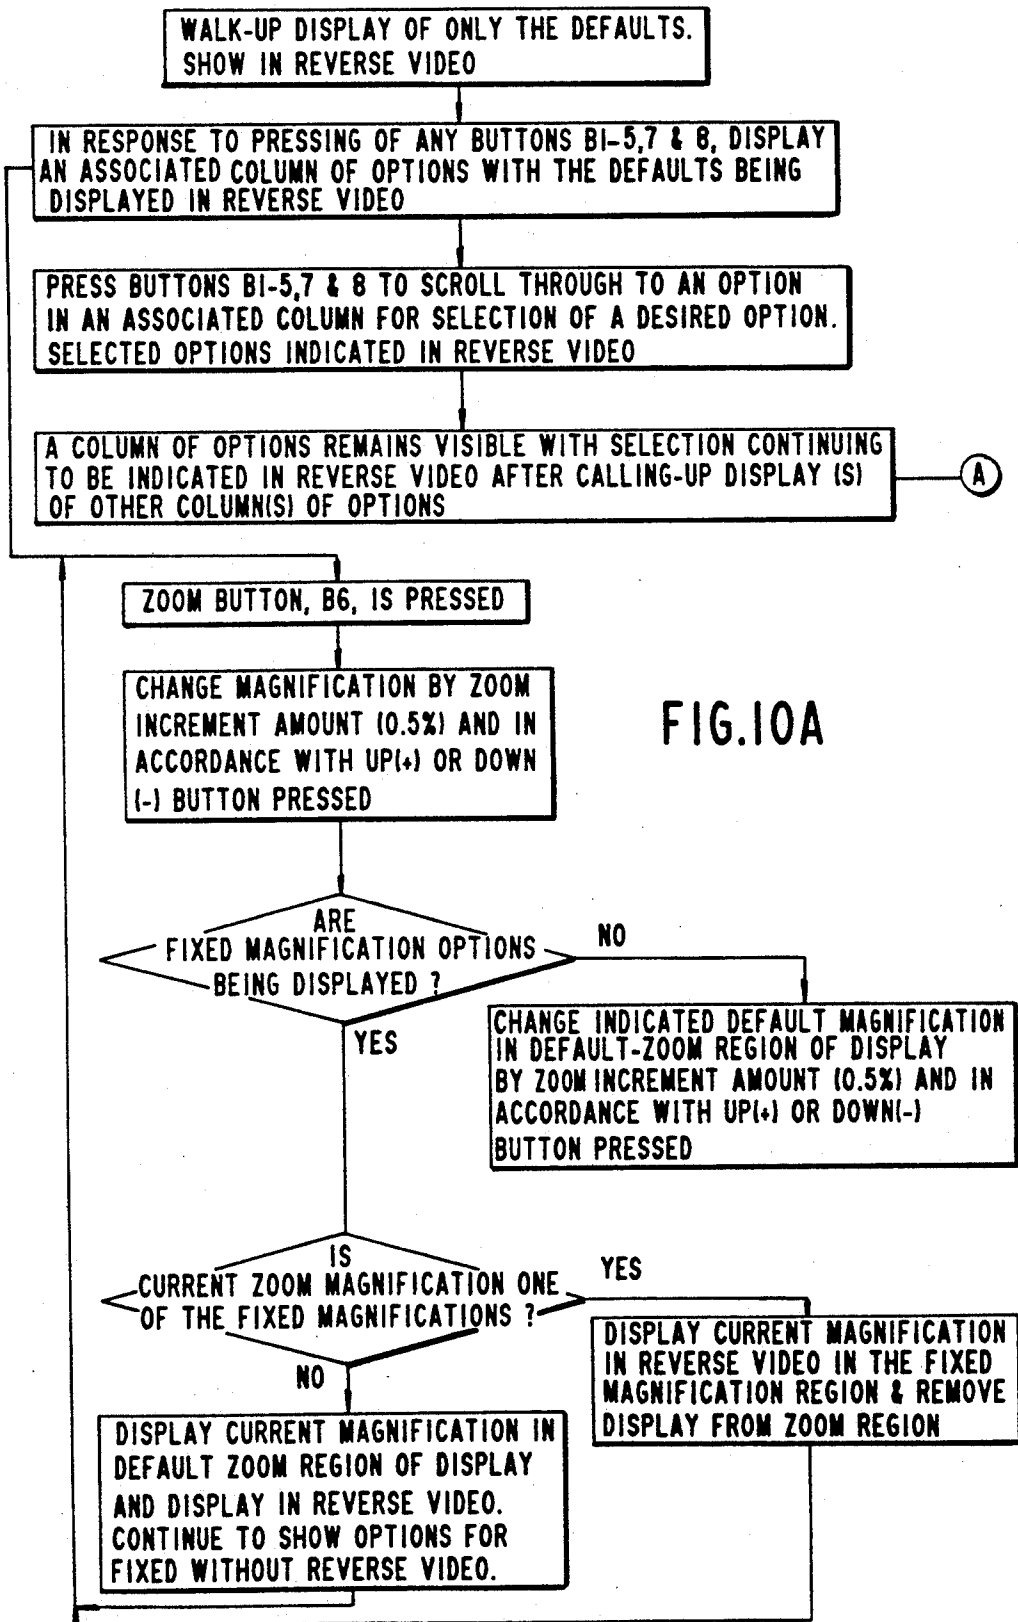 WALK-UP DISPLAY OF ONLY THE DEFAULTS.
SHOW IN REVERSE VIDEO
IN RESPONSE TO PRESSING OF ANY BUTTONS B1-5,7 & 8, DISPLAY
AN ASSOCIATED COLUMN OF OPTIONS WITH THE DEFAULTS BEING
DISPLAYED IN REVERSE VIDEO
PRESS BUTTONS B1-5,7 & 8 TO SCROLL THROUGH TO AN OPTION
IN AN ASSOCIATED COLUMN FOR SELECTION OF A DESIRED OPTION.
SELECTED OPTIONS INDICATED IN REVERSE VIDEO
A COLUMN OF OPTIONS REMAINS VISIBLE WITH SELECTION CONTINUING
TO BE INDICATED IN REVERSE VIDEO AFTER CALLING-UP DISPLAY (S)
OF OTHER COLUMN(S) OF OPTIONS
A
ZOOM BUTTON, B6, IS PRESSED
CHANGE MAGNIFICATION BY ZOOM
INCREMENT AMOUNT (0.5%) AND IN
ACCORDANCE WITH UP(+) OR DOWN
(-) BUTTON PRESSED
FIG.10A
ARE
FIXED MAGNIFICATION OPTIONS
BEING DISPLAYED ?
NO
YES
CHANGE INDICATED DEFAULT MAGNIFICATION
IN DEFAULT-ZOOM REGION OF DISPLAY
BY ZOOM INCREMENT AMOUNT (0.5%) AND IN
ACCORDANCE WITH UP(+) OR DOWN(-)
BUTTON PRESSED
IS
CURRENT ZOOM MAGNIFICATION ONE
OF THE FIXED MAGNIFICATIONS ?
YES
NO
DISPLAY CURRENT MAGNIFICATION
IN REVERSE VIDEO IN THE FIXED
MAGNIFICATION REGION & REMOVE
DISPLAY FROM ZOOM REGION
DISPLAY CURRENT MAGNIFICATION IN
DEFAULT ZOOM REGION OF DISPLAY
AND DISPLAY IN REVERSE VIDEO.
CONTINUE TO SHOW OPTIONS FOR
FIXED WITHOUT REVERSE VIDEO.